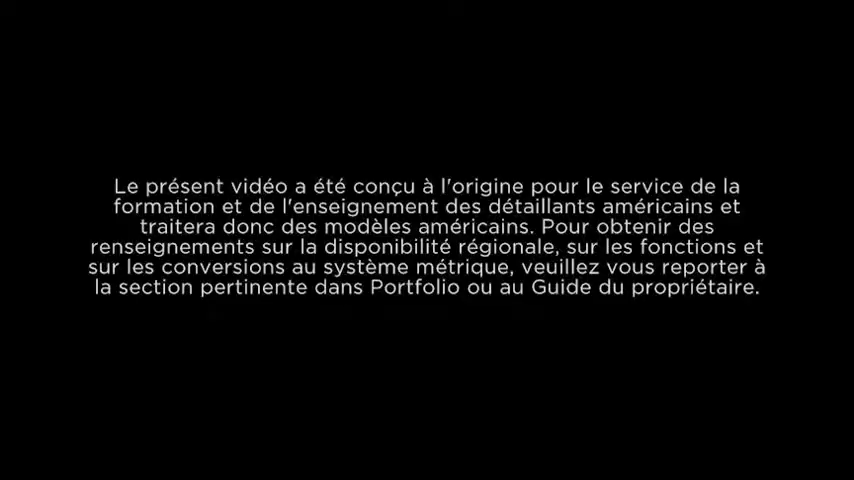 Le présent vidéo a été conçu à l'origine pour le service de la
formation et de l'enseignement des détaillants américains et
traitera donc des modèles américains. Pour obtenir des
renseignements sur la disponibilité régionale, sur les fonctions et
sur les conversions au système métrique, veuillez vous reporter à
la section pertinente dans Portfolio ou au Guide du propriétaire.